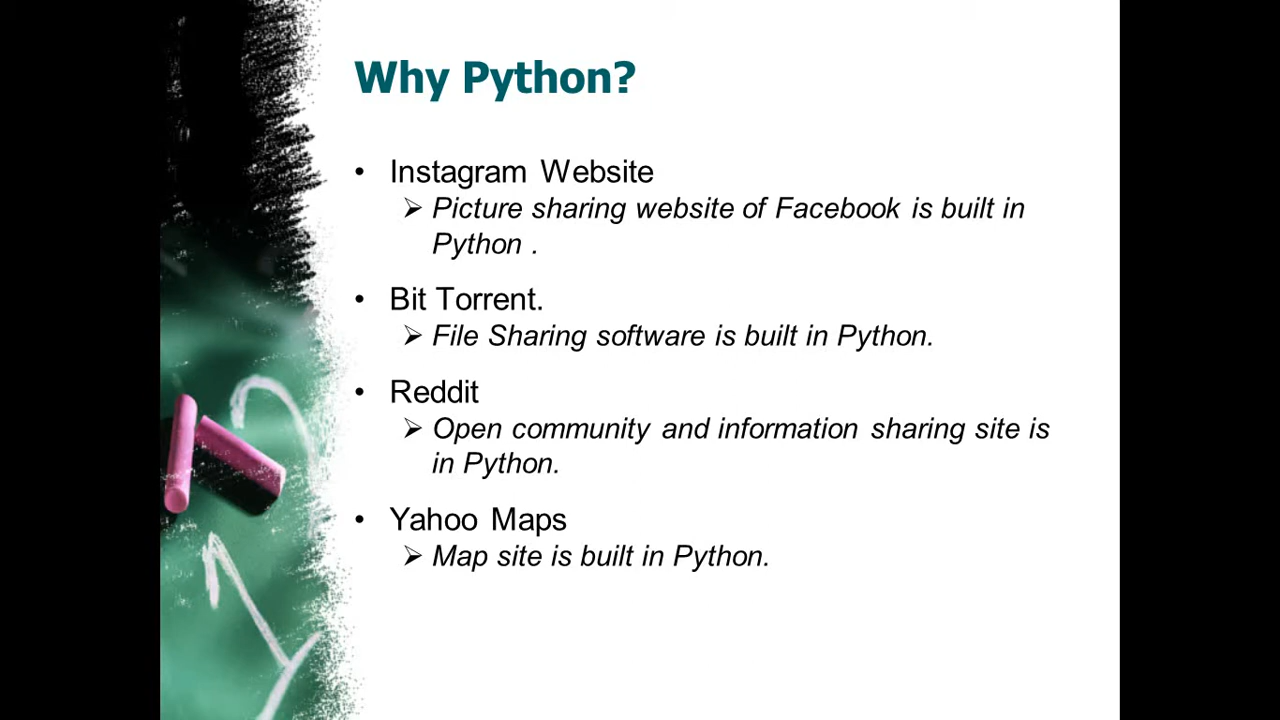 Why Python?
• Instagram Website
➢ Picture sharing website of Facebook is built in
Python .
• Bit Torrent.
➢ File Sharing software is built in Python.
• Reddit
➢ Open community and information sharing site is
in Python.
• Yahoo Maps
➢ Map site is built in Python.